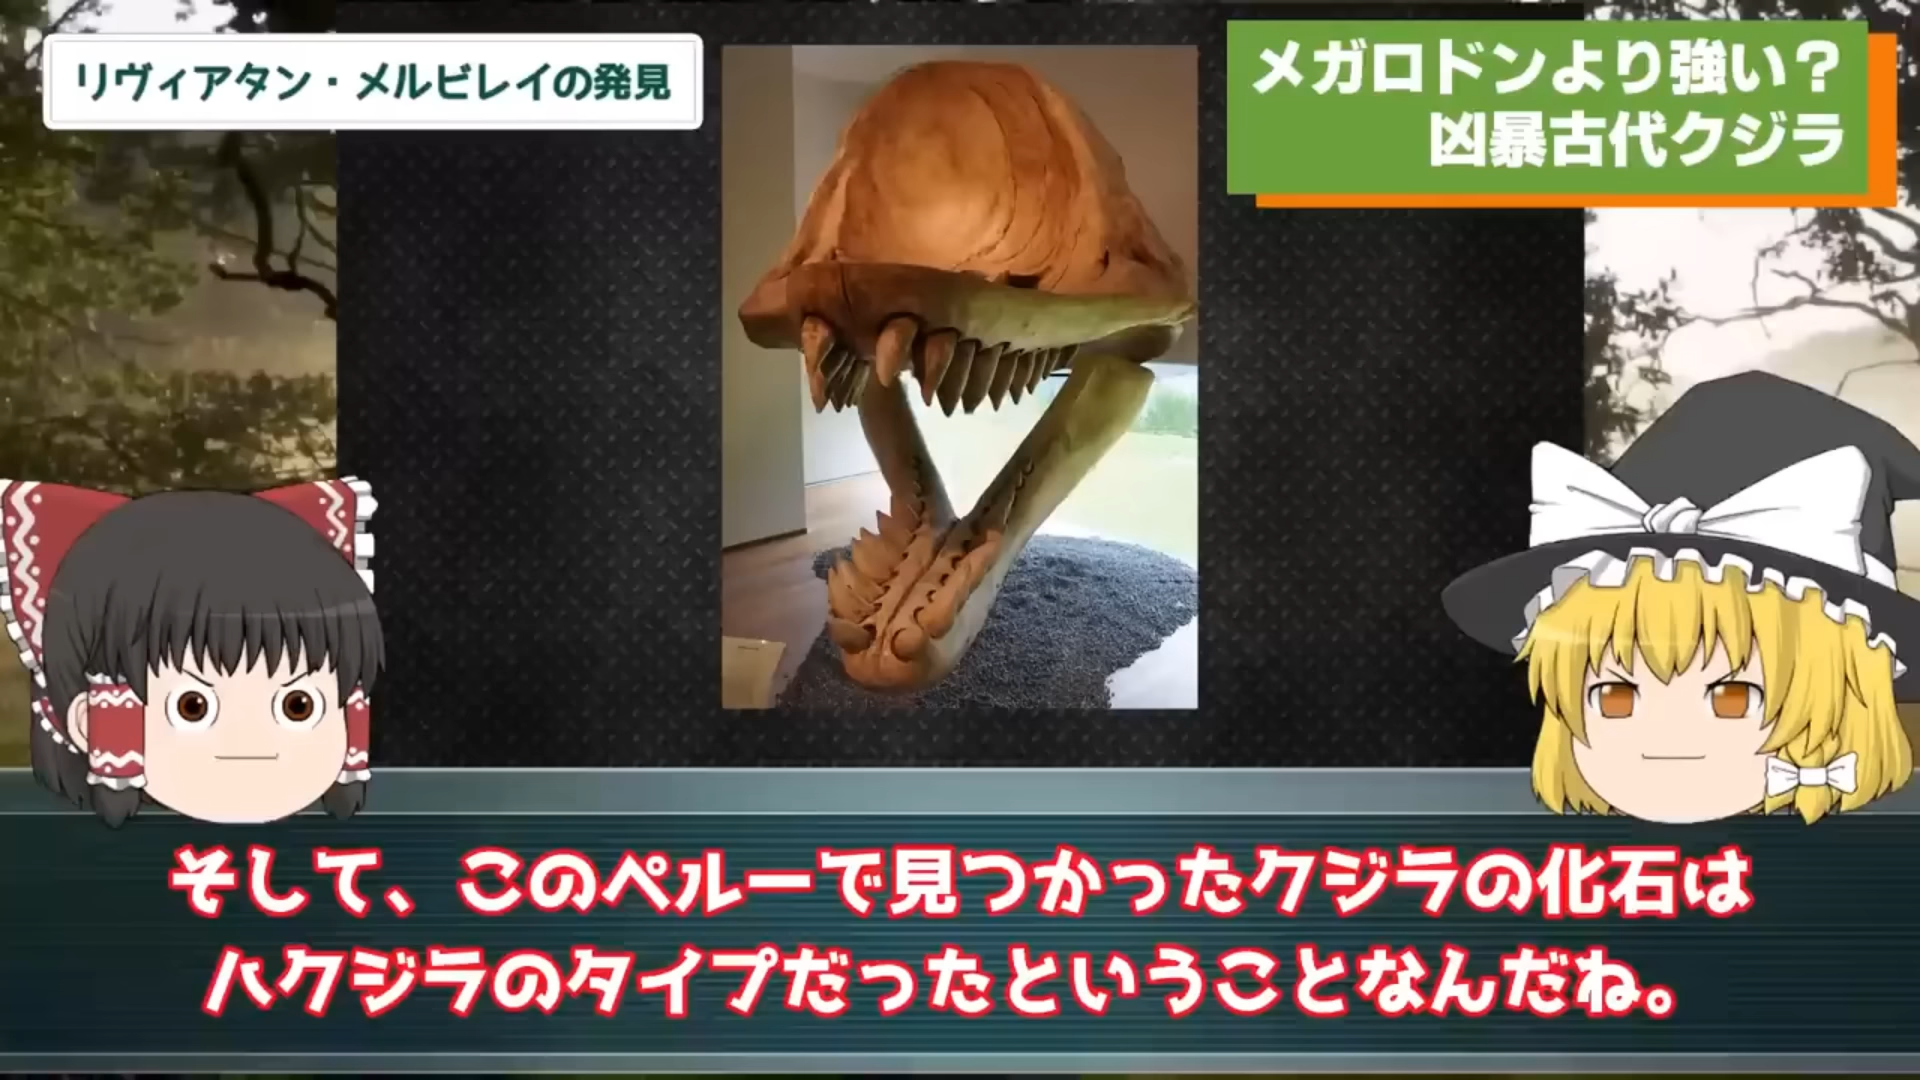 リヴィアタン・メルビレイの発見
メガロドンより強い？
凶暴古代クジラ
そして、このペルーで見つかったクジラの化石は
ハクジラのタイプだったということなんだね。